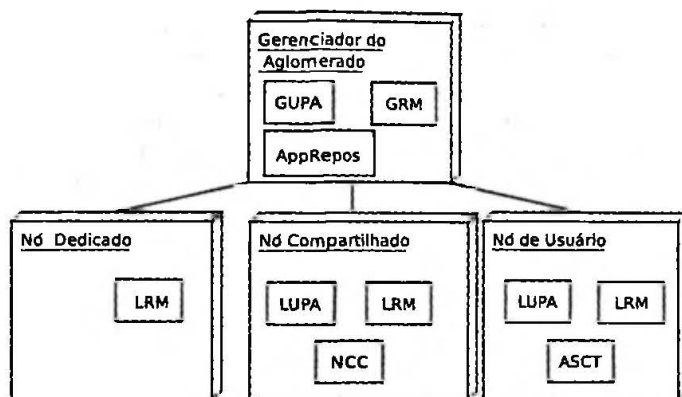 Gerenciador do
Aglomerado
GUPA
GRM
AppRepos
Nó Dedicado
LRM
Nó Compartilhado
LUPA
LRM
NCC
Nó de Usuário
LUPA
LRM
ASCT